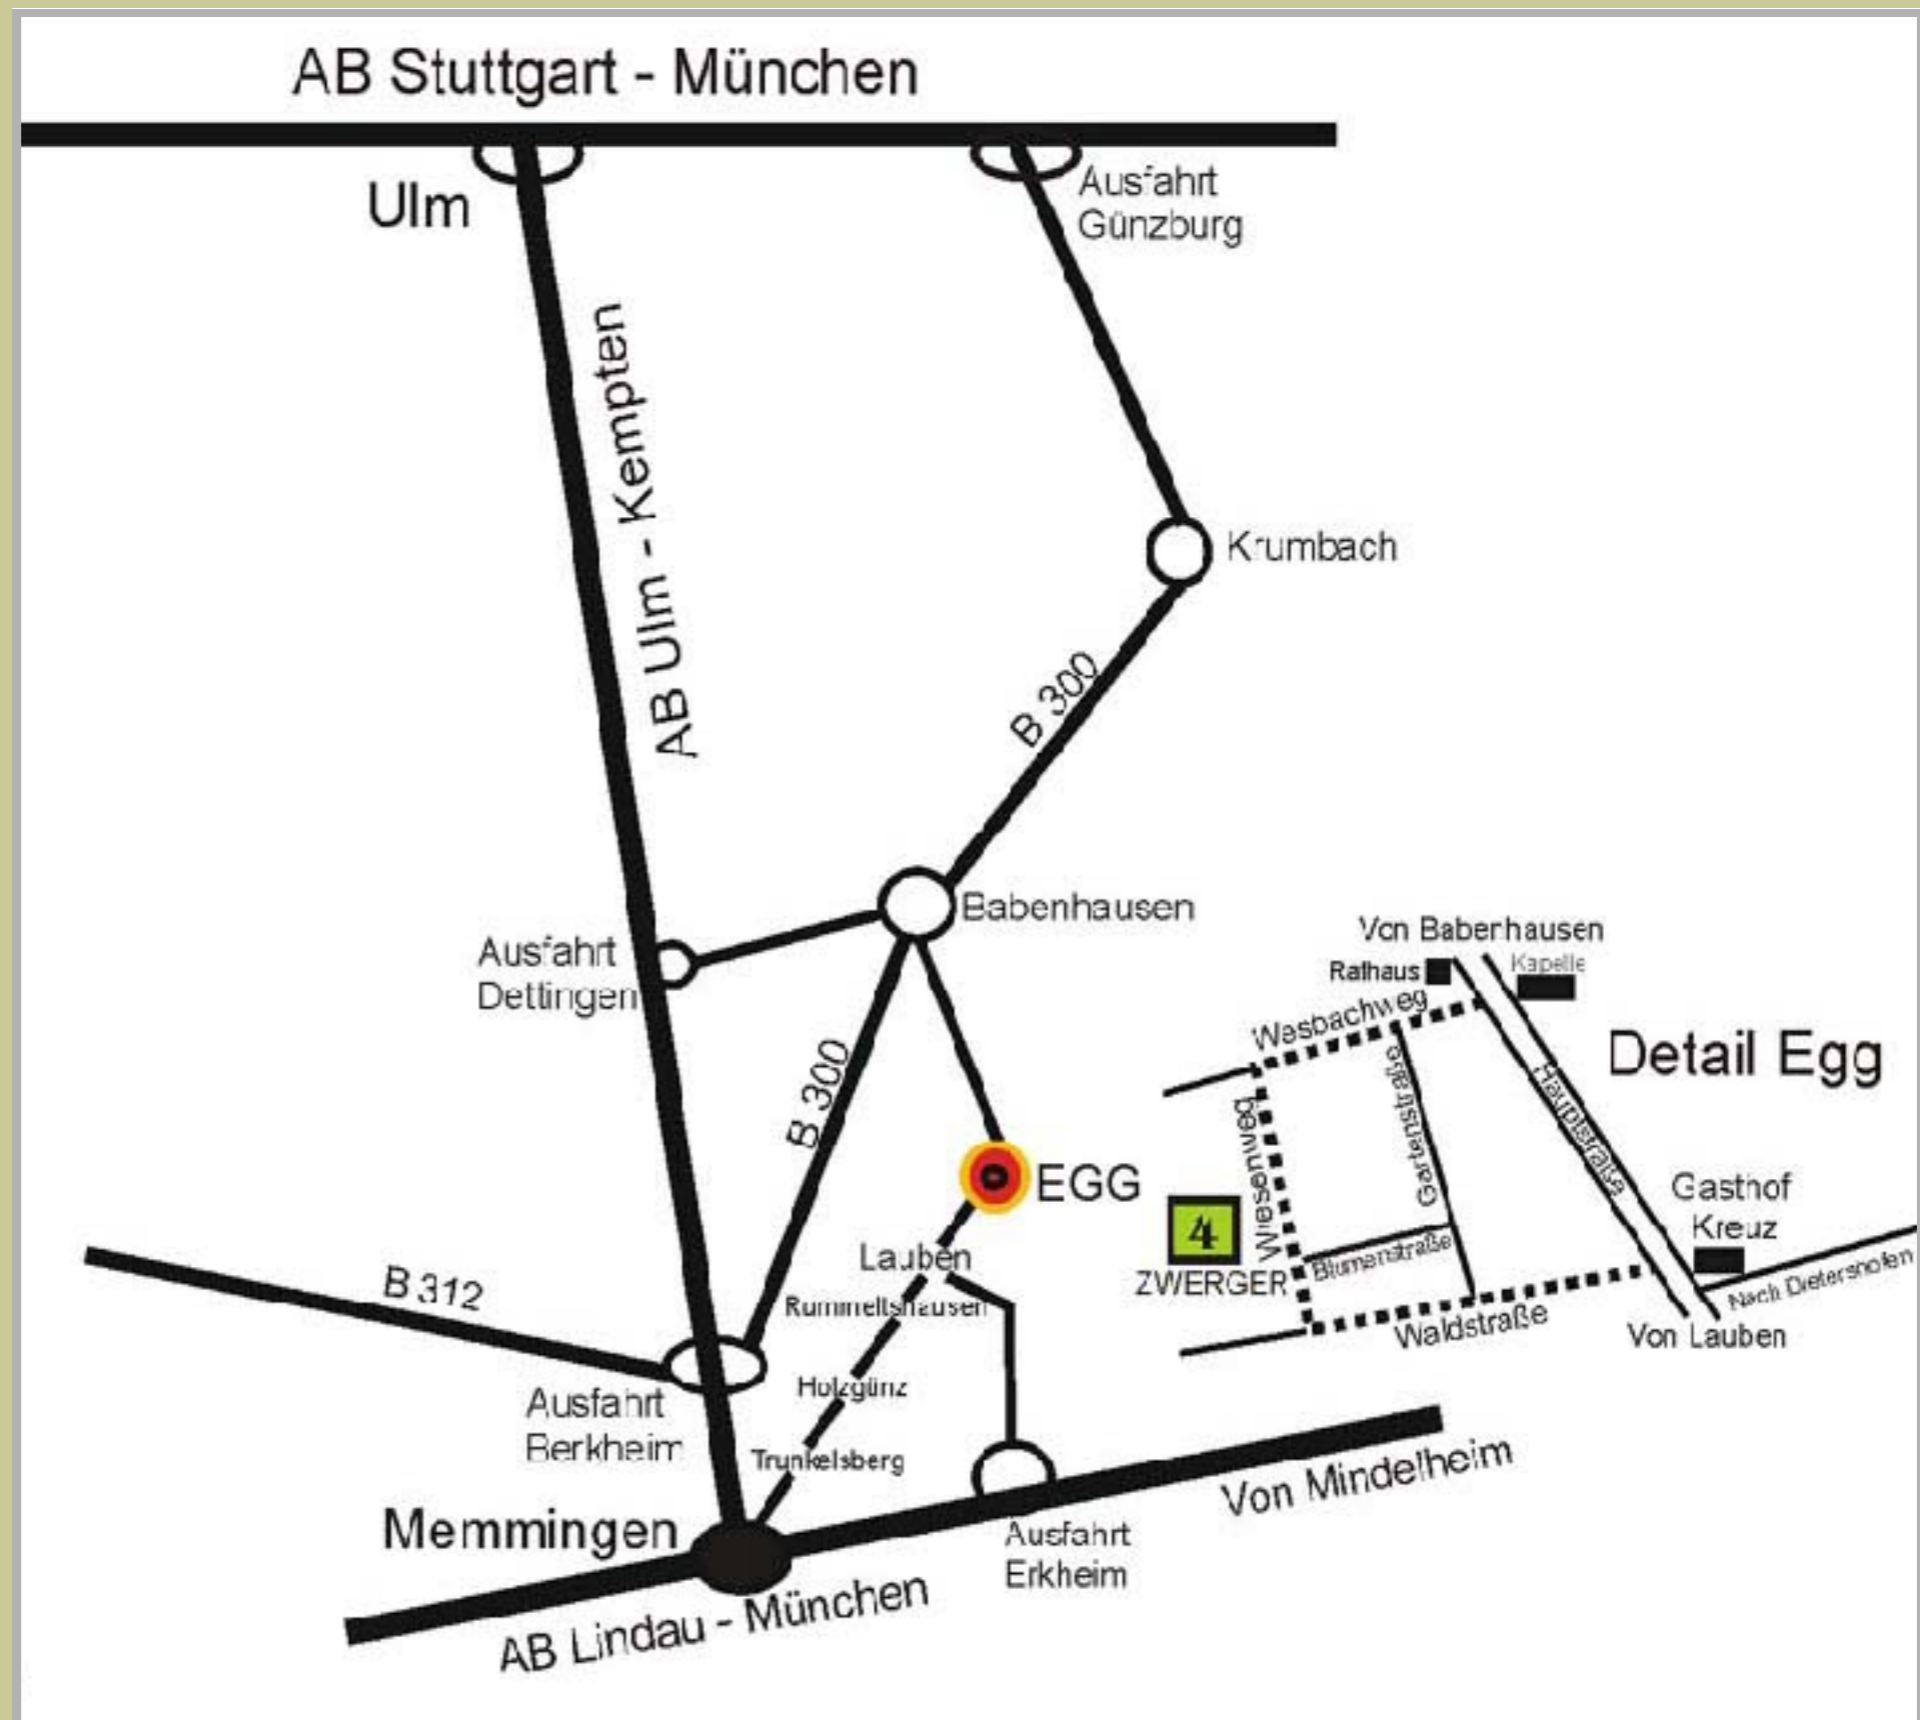 AB Stuttgart - München
Ulm
Ausfahrt
Günzburg
AB Ulm - Kempten
Krumbach
B 300
Babenhausen
Ausfahrt
Dettingen
B 300
EGG
Lauben
Rummeltshausen
B 312
Holzgünz
Ausfahrt
Berkheim
Trunkelsberg
Memmingen
Von Mindelheim
Ausfahrt
Erkheim
AB Lindau - München
Von Babenhausen
Rathaus
Kapelle
Wesbachweg
Detail Egg
Gartenstraße
Hauptstraße
Wiesenweg
Gasthof
Kreuz
4
ZWERGER
Blumenstraße
Nach Dietershofen
Waldstraße
Von Lauben